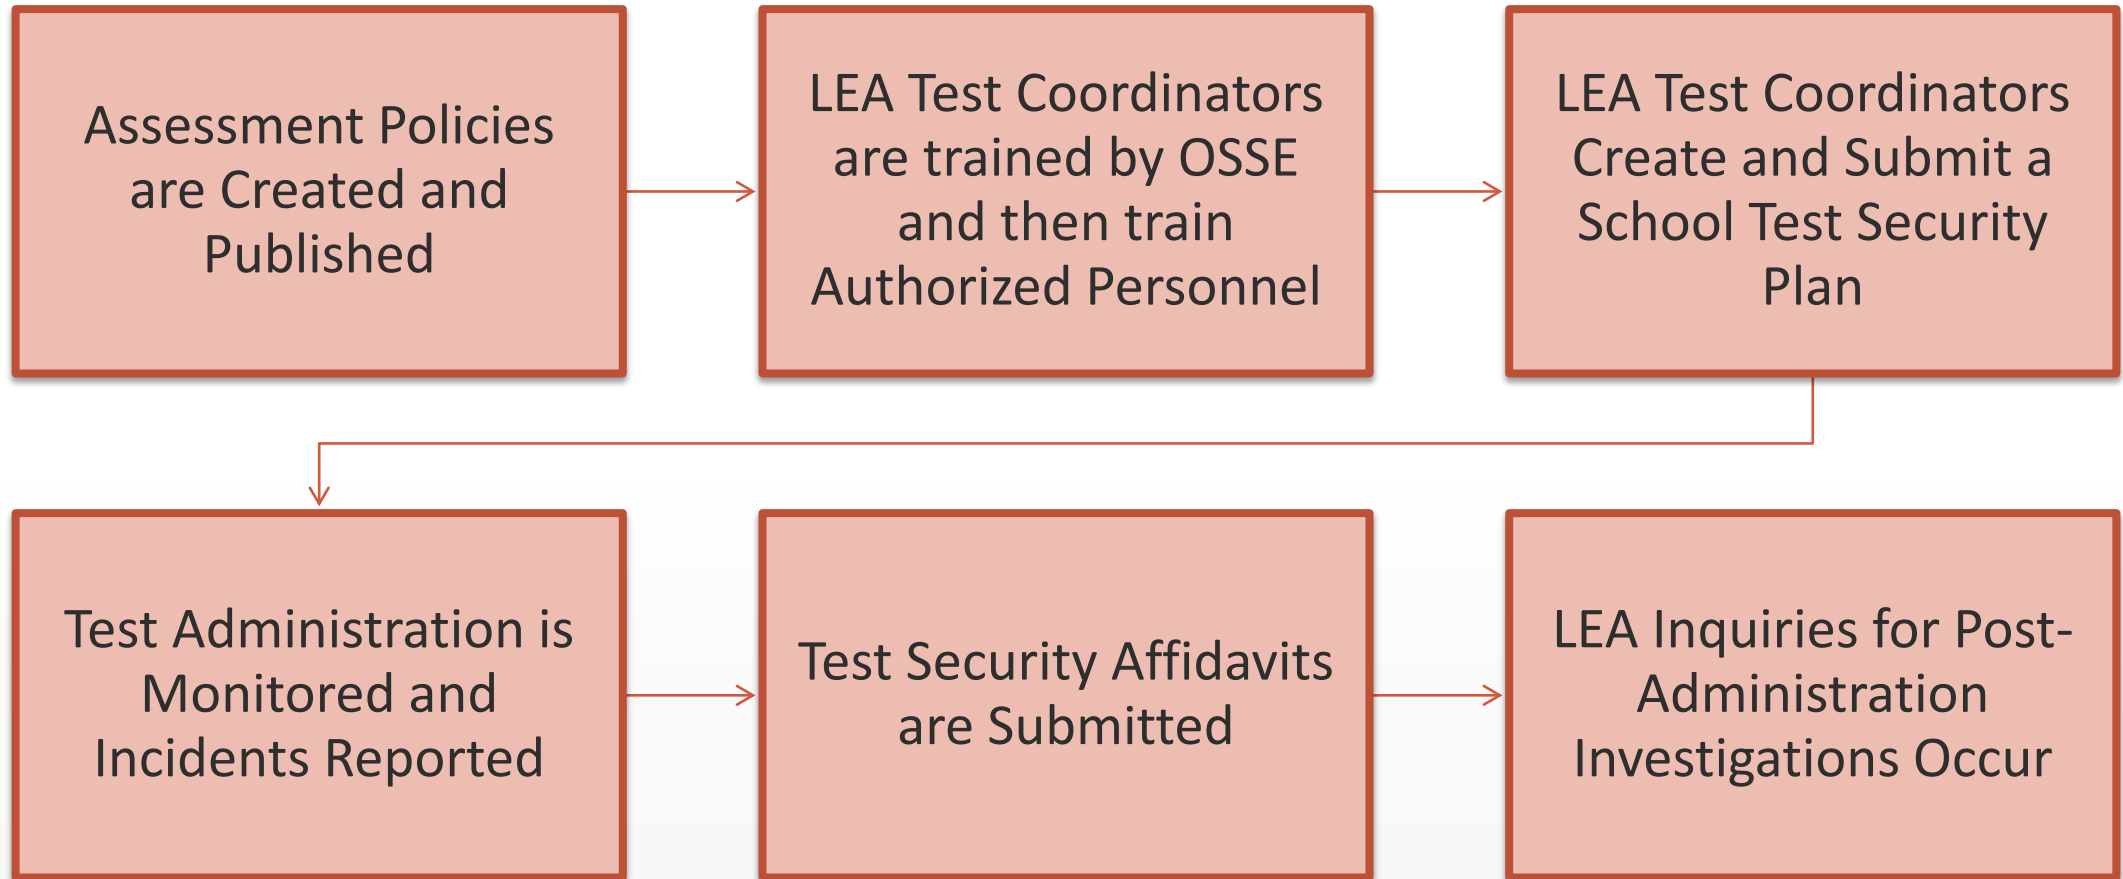 Assessment Policies
are Created and
Published
LEA Test Coordinators
are trained by OSSE
and then train
Authorized Personnel
LEA Test Coordinators
Create and Submit a
School Test Security
Plan
Test Administration is
Monitored and
Incidents Reported
Test Security Affidavits
are Submitted
LEA Inquiries for Post-
Administration
Investigations Occur